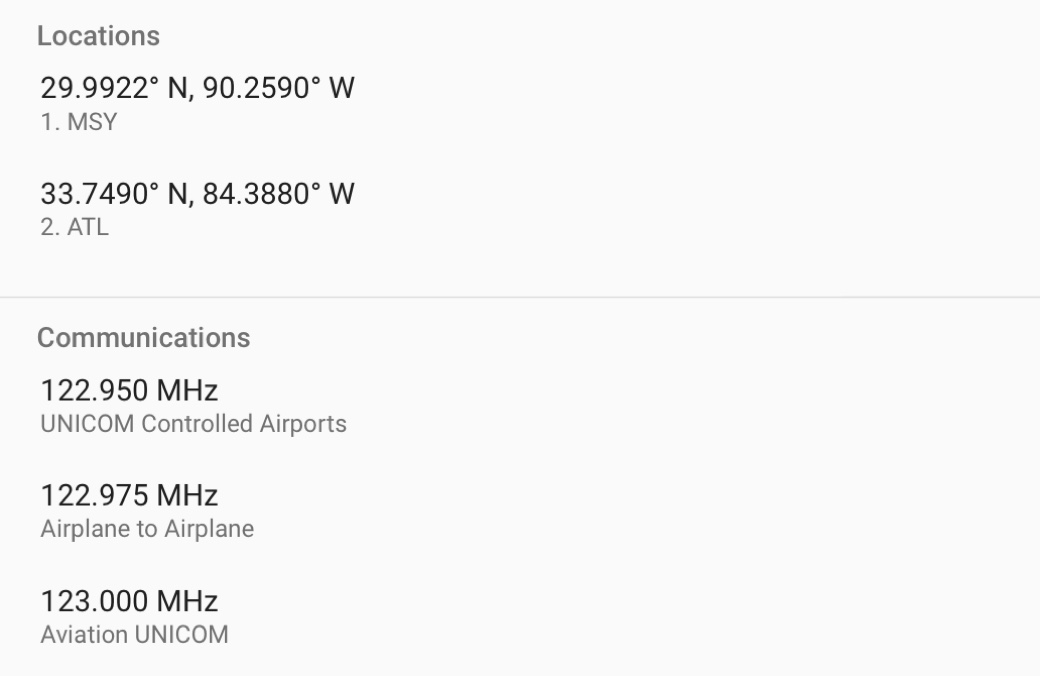 Locations
29.9922° N, 90.2590° W
1. MSY
33.7490° N, 84.3880° W
2. ATL
Communications
122.950 MHz
UNICOM Controlled Airports
122.975 MHz
Airplane to Airplane
123.000 MHz
Aviation UNICOM